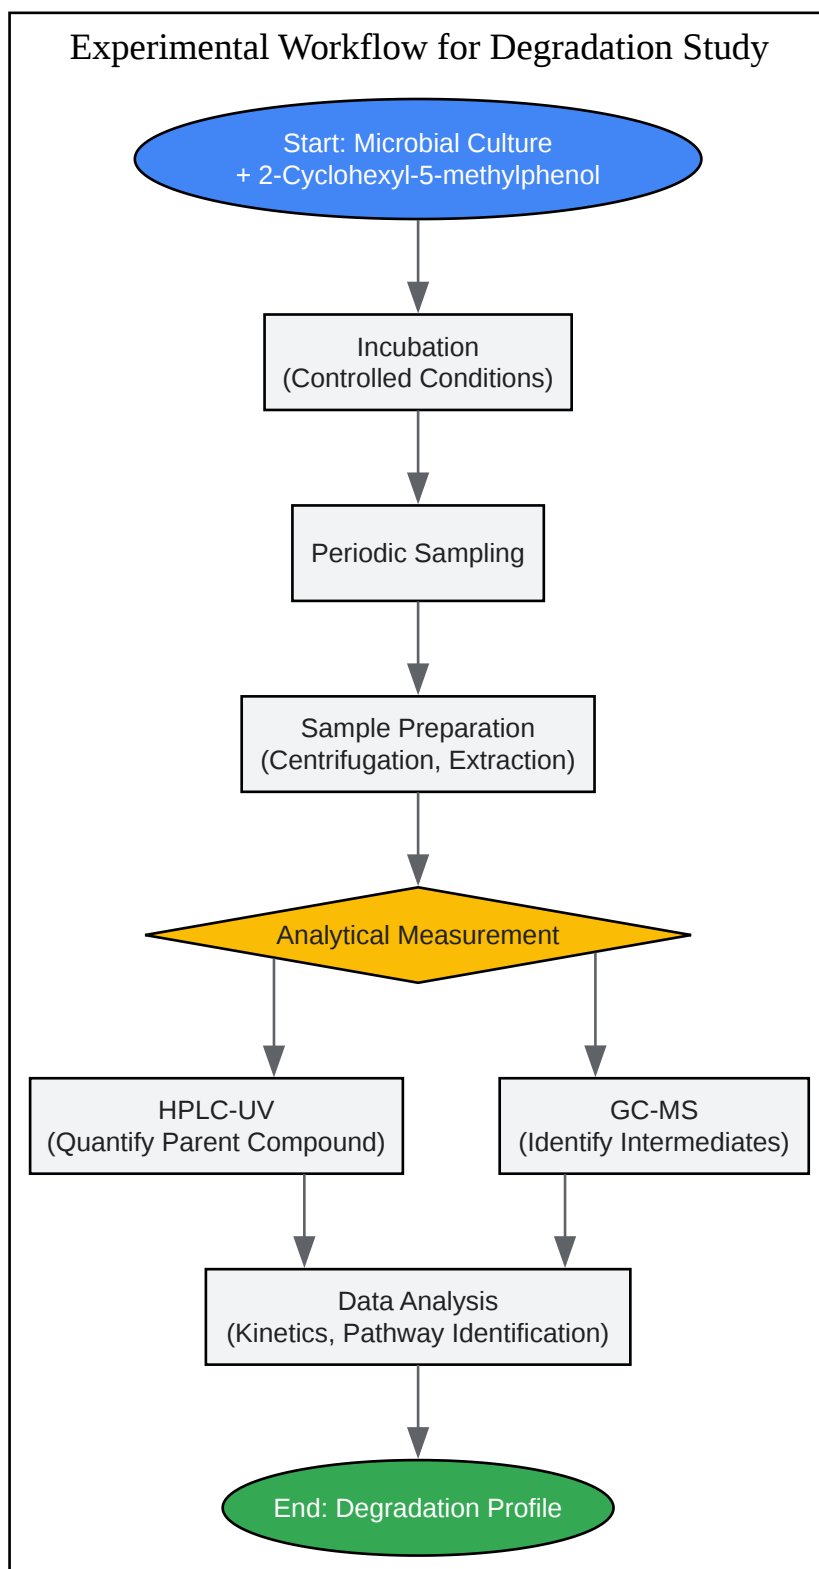 Experimental Workflow for Degradation Study
Start: Microbial Culture
+ 2-Cyclohexyl-5-methylphenol
Incubation
(Controlled Conditions)
Periodic Sampling
Sample Preparation
(Centrifugation, Extraction)
Analytical Measurement
HPLC-UV
(Quantify Parent Compound)
GC-MS
(Identify Intermediates)
Data Analysis
(Kinetics, Pathway Identification)
End: Degradation Profile